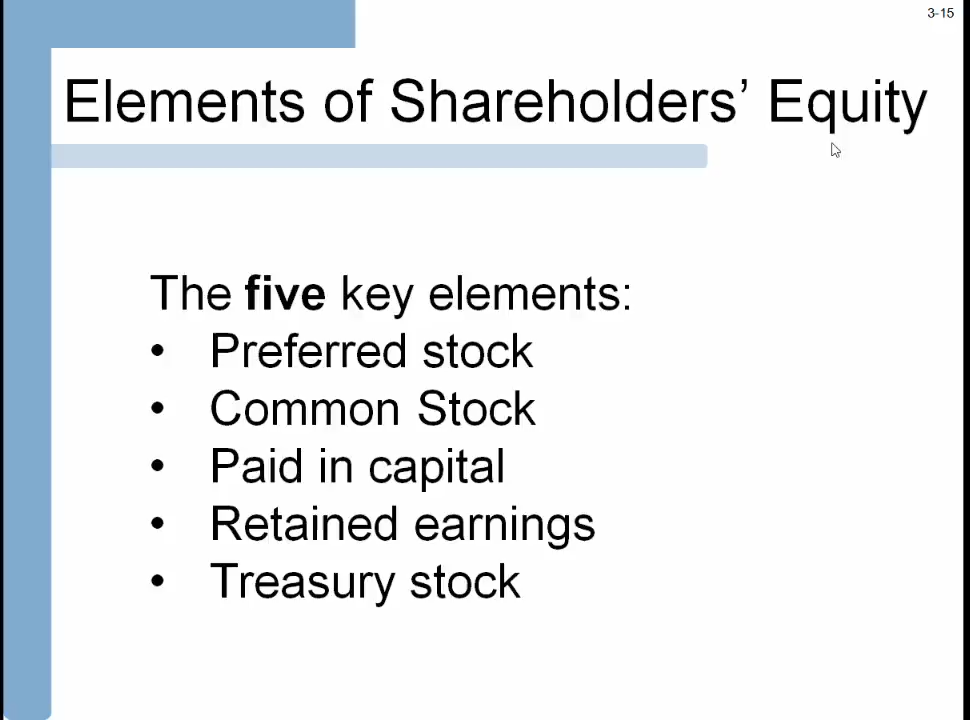 3-15
Elements of Shareholders’ Equity
The five key elements:
• Preferred stock
• Common Stock
• Paid in capital
• Retained earnings
• Treasury stock